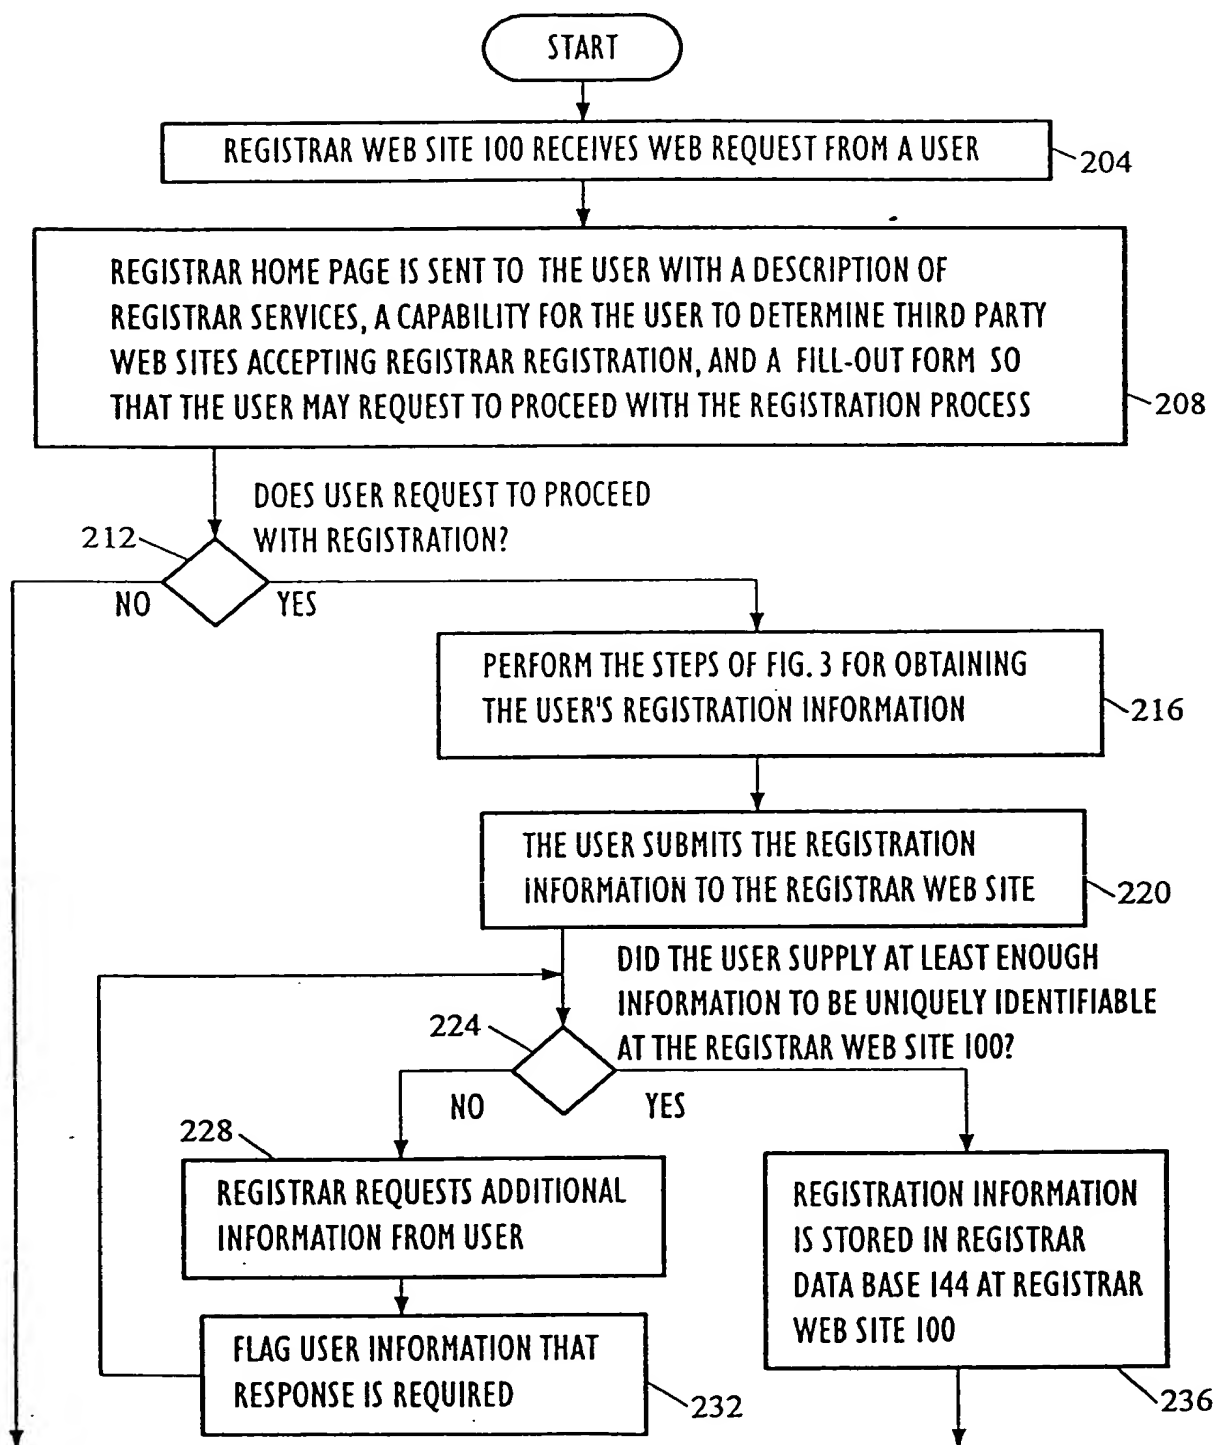 START
REGISTRAR WEB SITE 100 RECEIVES WEB REQUEST FROM A USER
204
REGISTRAR HOME PAGE IS SENT TO THE USER WITH A DESCRIPTION OF
REGISTRAR SERVICES, A CAPABILITY FOR THE USER TO DETERMINE THIRD PARTY
WEB SITES ACCEPTING REGISTRAR REGISTRATION, AND A FILL-OUT FORM SO
THAT THE USER MAY REQUEST TO PROCEED WITH THE REGISTRATION PROCESS
208
DOES USER REQUEST TO PROCEED
WITH REGISTRATION?
212
NO
YES
PERFORM THE STEPS OF FIG. 3 FOR OBTAINING
THE USER'S REGISTRATION INFORMATION
216
THE USER SUBMITS THE REGISTRATION
INFORMATION TO THE REGISTRAR WEB SITE
220
DID THE USER SUPPLY AT LEAST ENOUGH
INFORMATION TO BE UNIQUELY IDENTIFIABLE
AT THE REGISTRAR WEB SITE 100?
224
NO
YES
228
REGISTRAR REQUESTS ADDITIONAL
INFORMATION FROM USER
FLAG USER INFORMATION THAT
RESPONSE IS REQUIRED
232
REGISTRATION INFORMATION
IS STORED IN REGISTRAR
DATA BASE 144 AT REGISTRAR
WEB SITE 100
236